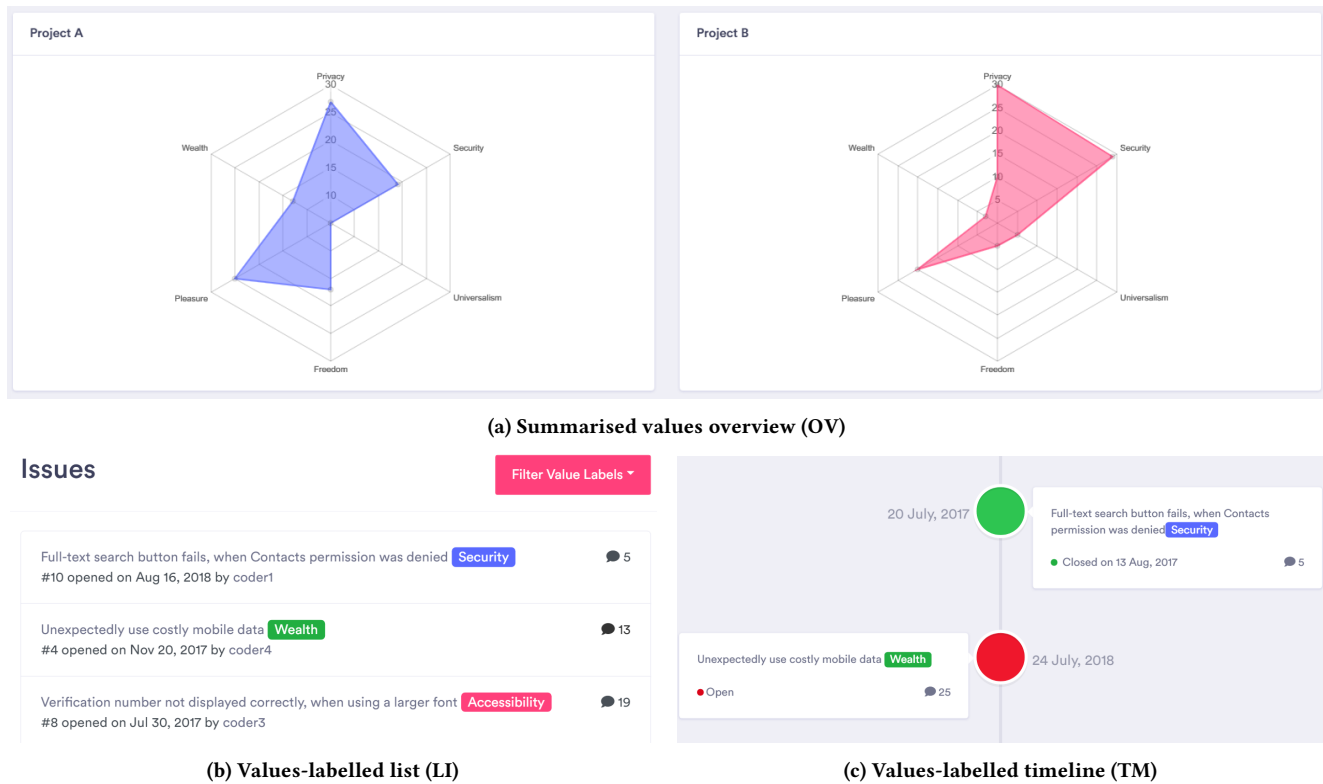 Project A
Privacy
30
25
20
15
10
Wealth
Security
Pleasure
Universalism
Freedom
Project B
Privacy
30
25
20
15
10
5
Wealth
Security
Pleasure
Universalism
Freedom
(a) Summarised values overview (OV)
Issues
Filter Value Labels
Full-text search button fails, when Contacts permission was denied Security 5
#10 opened on Aug 16, 2018 by coder1
Unexpectedly use costly mobile data Wealth 13
#4 opened on Nov 20, 2017 by coder4
Verification number not displayed correctly, when using a larger font Accessibility 19
#8 opened on Jul 30, 2017 by coder3
(b) Values-labelled list (LI)
20 July, 2017
Full-text search button fails, when Contacts
permission was denied Security
Closed on 13 Aug, 2017 5
Unexpectedly use costly mobile data Wealth
Open 25
24 July, 2018
(c) Values-labelled timeline (TM)